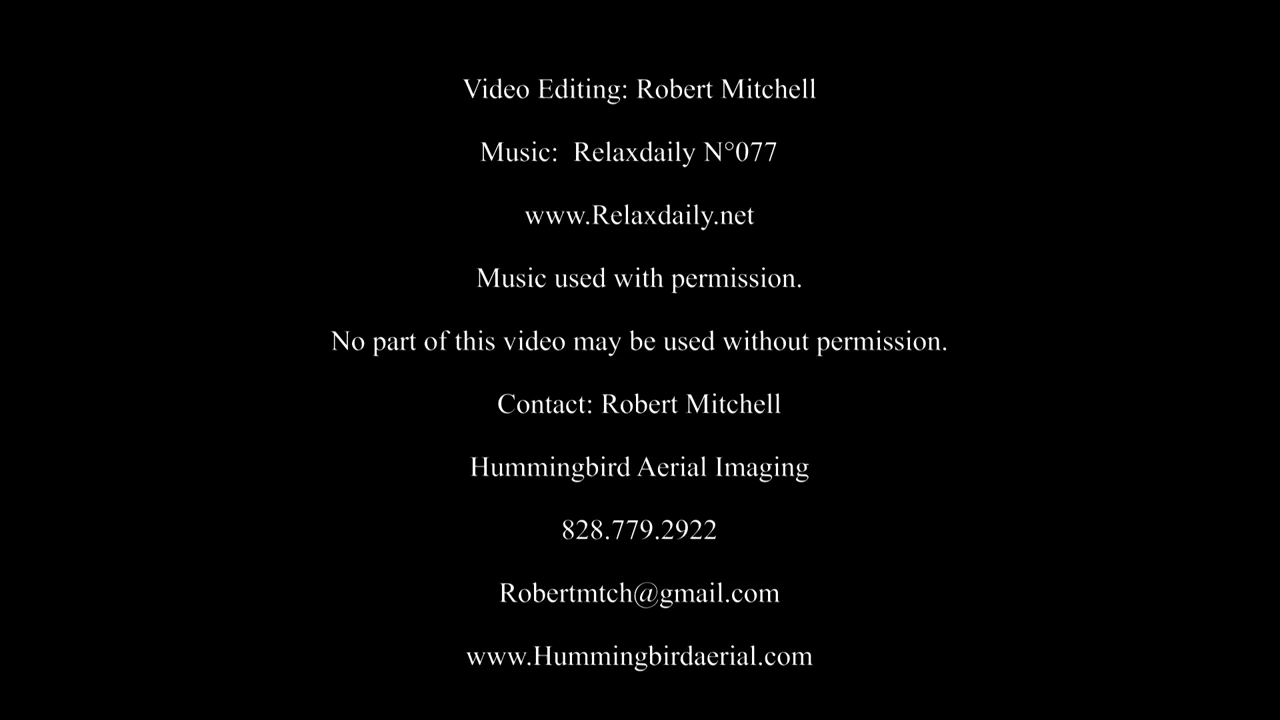 Video Editing: Robert Mitchell
Music:  Relaxdaily N°077
www.Relaxdaily.net
Music used with permission.
No part of this video may be used without permission.
Contact: Robert Mitchell
Hummingbird Aerial Imaging
828.779.2922
Robertmtch@gmail.com
www.Hummingbirdaerial.com